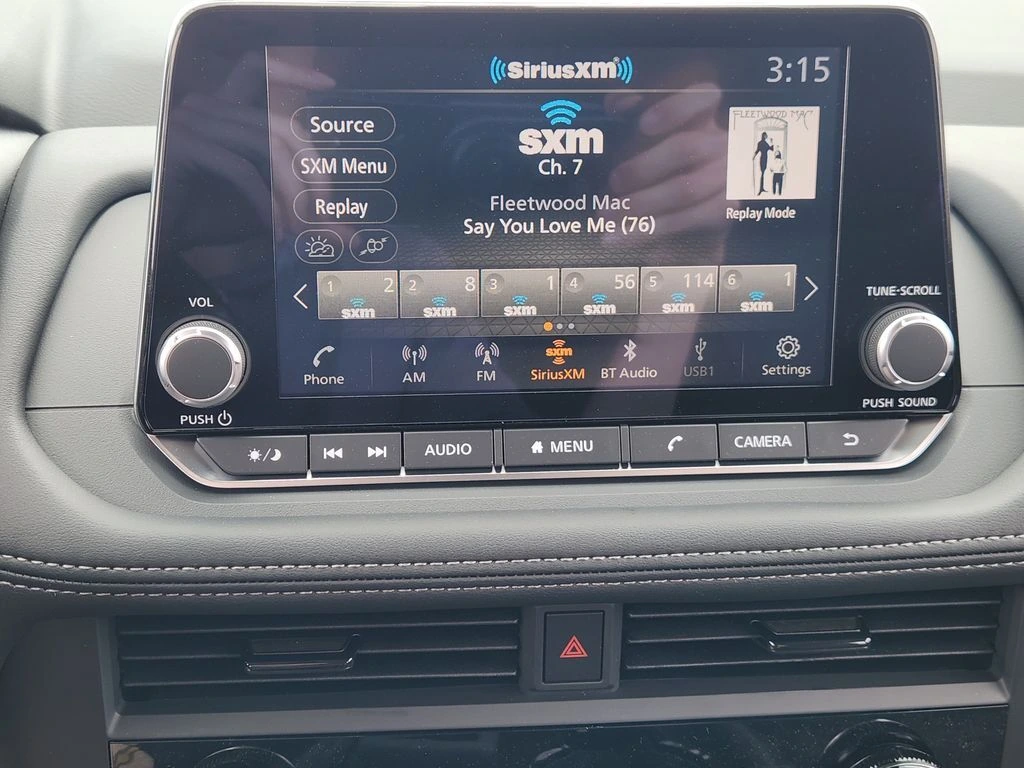 SiriusXM
3:15
Source
SXM Menu
Replay
sxm
Ch. 7
Fleetwood Mac
Say You Love Me (76)
FLEETWOOD MAC
Replay Mode
1 2 sxm
2 8 sxm
3 1 sxm
4 56 sxm
5 114 sxm
6 1 sxm
Phone
AM
FM
sxm
SiriusXM
BT Audio
USB1
Settings
VOL
PUSH
TUNE·SCROLL
PUSH SOUND
AUDIO
MENU
CAMERA